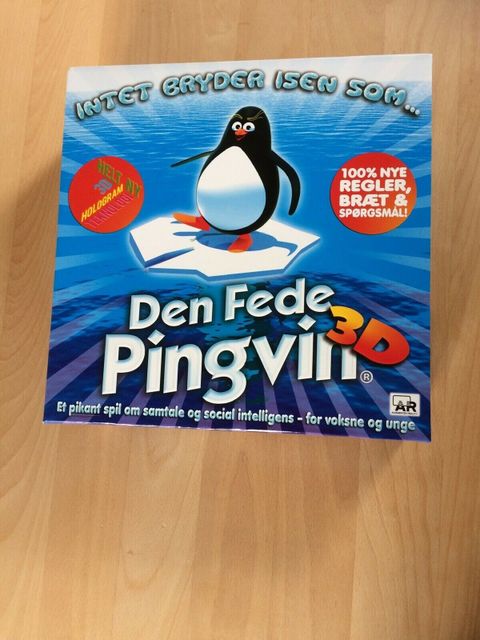 INTET BRYDER ISEN SOM...
HELT NY
3D
HOLOGRAM
100% NYE
REGLER,
BRÆT &
SPØRGSMÅL!
Den Fede
Pingvin®
3D
Et pikant spil om samtale og social intelligens - for voksne og unge
AR